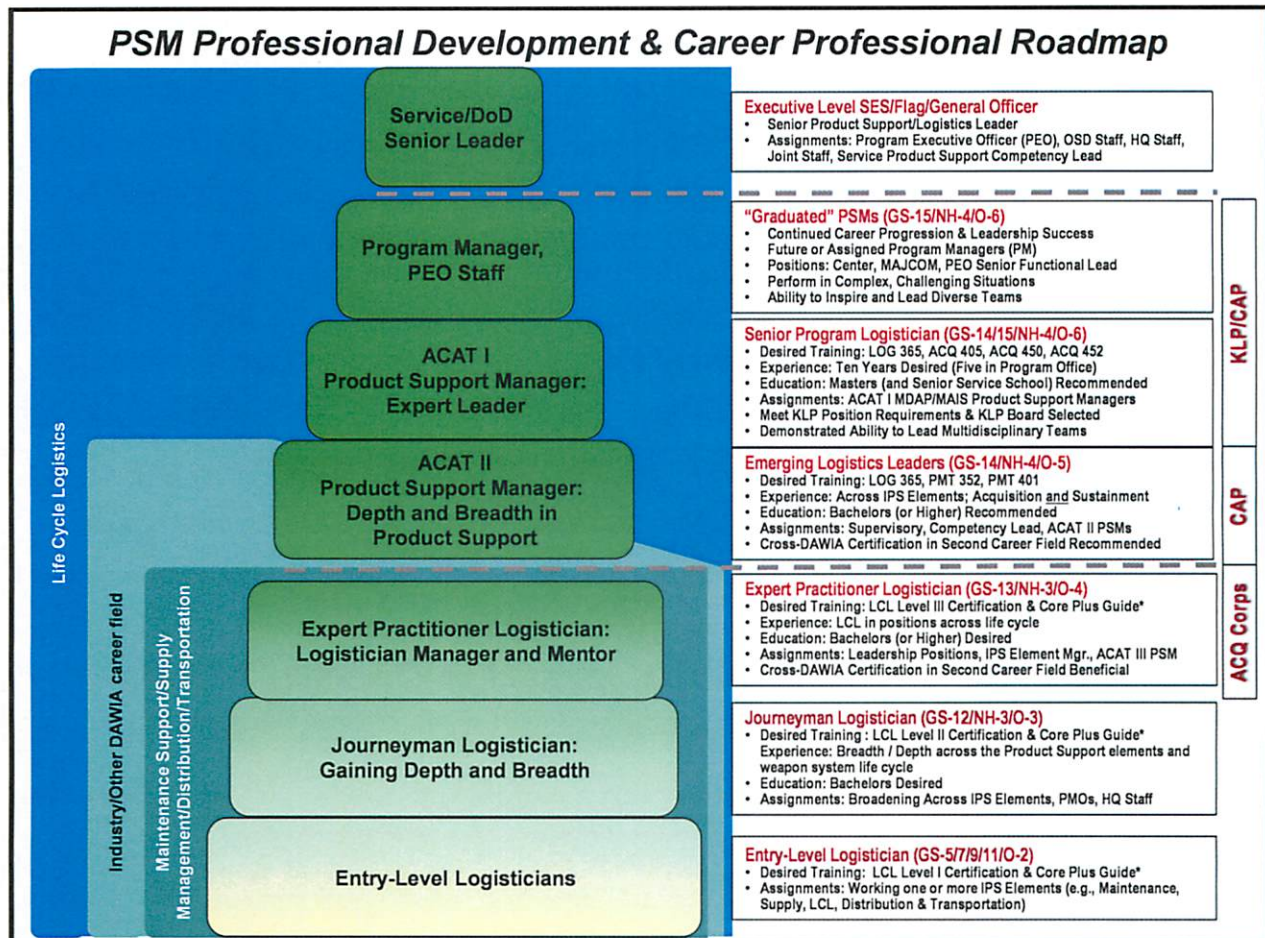 PSM Professional Development & Career Professional Roadmap
Service/DoD
Senior Leader
Program Manager,
PEO Staff
ACAT I
Product Support Manager:
Expert Leader
ACAT II
Product Support Manager:
Depth and Breadth in
Product Support
Expert Practitioner Logistician:
Logistician Manager and Mentor
Journeyman Logistician:
Gaining Depth and Breadth
Entry-Level Logisticians
Life Cycle Logistics
Industry/Other DAWIA career field
Maintenance Support/Supply
Management/Distribution/Transportation
Executive Level SES/Flag/General Officer
• Senior Product Support/Logistics Leader
• Assignments: Program Executive Officer (PEO), OSD Staff, HQ Staff,
Joint Staff, Service Product Support Competency Lead
“Graduated” PSMs (GS-15/NH-4/O-6)
• Continued Career Progression & Leadership Success
• Future or Assigned Program Managers (PM)
• Positions: Center, MAJCOM, PEO Senior Functional Lead
• Perform in Complex, Challenging Situations
• Ability to Inspire and Lead Diverse Teams
Senior Program Logistician (GS-14/15/NH-4/O-6)
• Desired Training: LOG 365, ACQ 405, ACQ 450, ACQ 452
• Experience: Ten Years Desired (Five in Program Office)
• Education: Masters (and Senior Service School) Recommended
• Assignments: ACAT I MDAP/MAIS Product Support Managers
• Meet KLP Position Requirements & KLP Board Selected
• Demonstrated Ability to Lead Multidisciplinary Teams
Emerging Logistics Leaders (GS-14/NH-4/O-5)
• Desired Training: LOG 365, PMT 352, PMT 401
• Experience: Across IPS Elements; Acquisition and Sustainment
• Education: Bachelors (or Higher) Recommended
• Assignments: Supervisory, Competency Lead, ACAT II PSMs
• Cross-DAWIA Certification in Second Career Field Recommended
Expert Practitioner Logistician (GS-13/NH-3/O-4)
• Desired Training: LCL Level III Certification & Core Plus Guide*
• Experience: LCL in positions across life cycle
• Education: Bachelors (or Higher) Desired
• Assignments: Leadership Positions, IPS Element Mgr., ACAT III PSM
• Cross-DAWIA Certification in Second Career Field Beneficial
Journeyman Logistician (GS-12/NH-3/O-3)
• Desired Training : LCL Level II Certification & Core Plus Guide*
Experience: Breadth / Depth across the Product Support elements and
weapon system life cycle
• Education: Bachelors Desired
• Assignments: Broadening Across IPS Elements, PMOs, HQ Staff
Entry-Level Logistician (GS-5/7/9/11/O-2)
• Desired Training: LCL Level I Certification & Core Plus Guide*
• Assignments: Working one or more IPS Elements (e.g., Maintenance,
Supply, LCL, Distribution & Transportation)
KLP/CAP
CAP
ACQ Corps